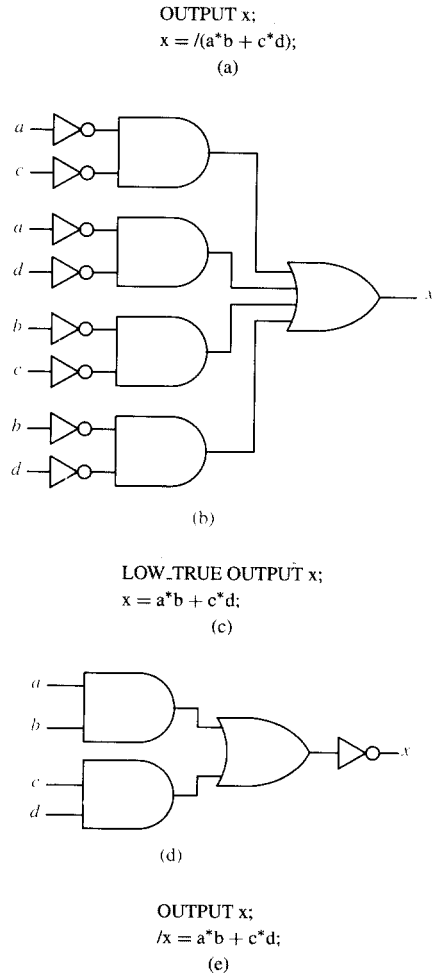 OUTPUT x;
x = /(a*b + c*d);
(a)
a
c
a
d
x
b
c
b
d
(b)
LOW_TRUE OUTPUT x;
x = a*b + c*d;
(c)
a
b
x
c
d
(d)
OUTPUT x;
/x = a*b + c*d;
(e)